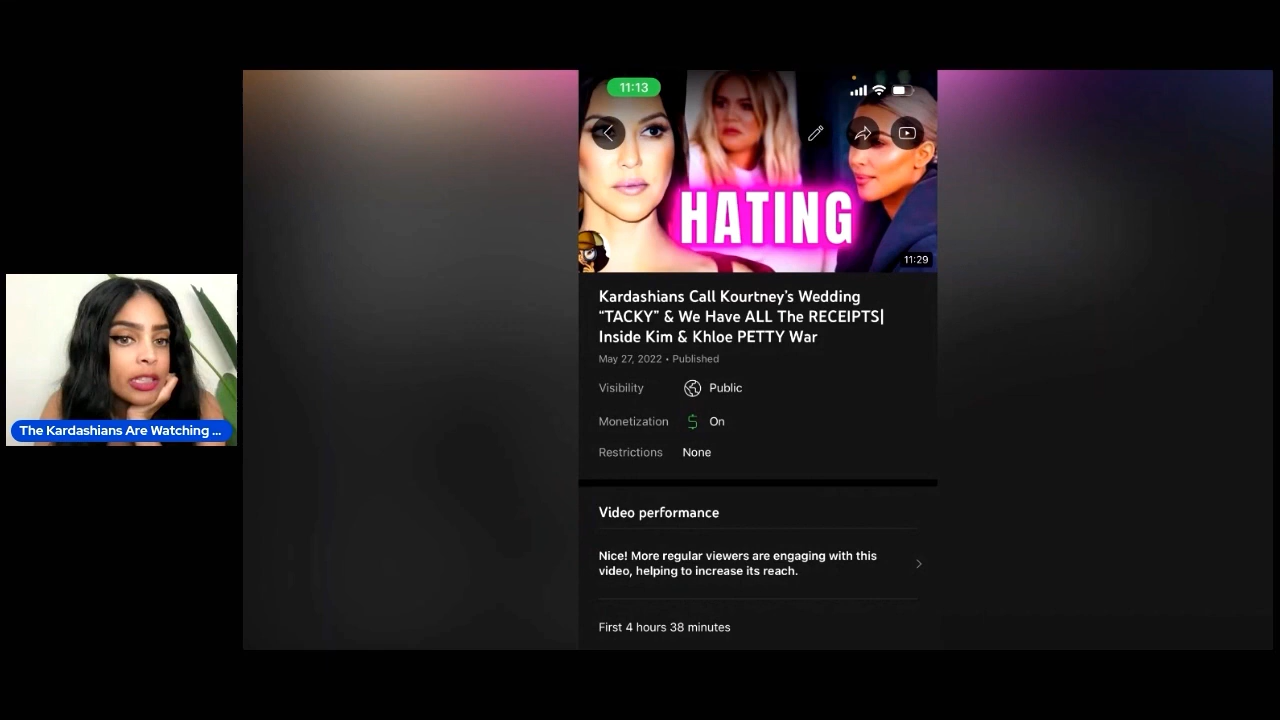 11:13
HATING
11:29
Kardashians Call Kourtney's Wedding
“TACKY” & We Have ALL The RECEIPTS|
Inside Kim & Khloe PETTY War
May 27, 2022 • Published
Visibility Public
Monetization $ On
Restrictions None
Video performance
Nice! More regular viewers are engaging with this
video, helping to increase its reach.
First 4 hours 38 minutes
The Kardashians Are Watching ...